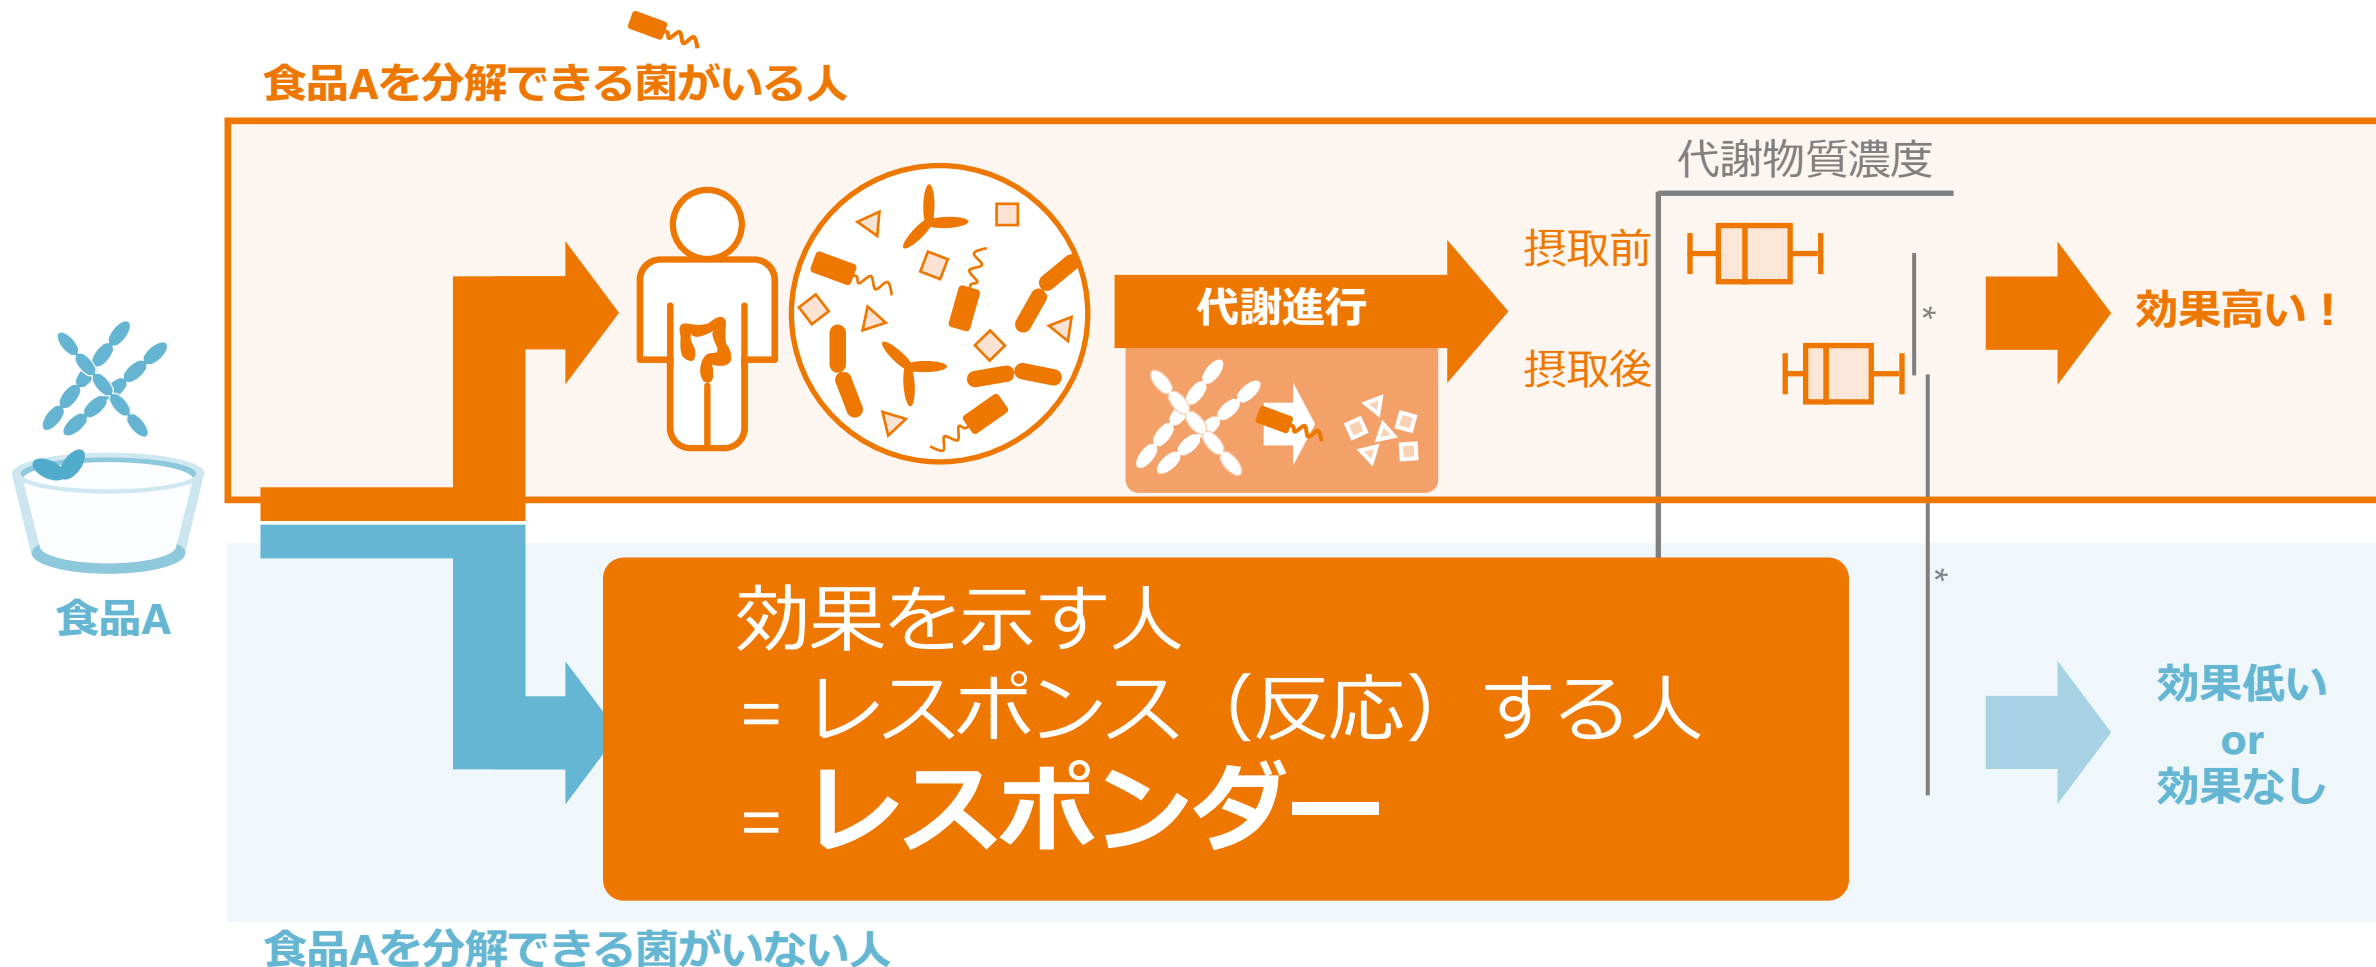 食品Aを分解できる菌がいる人
代謝物質濃度
摂取前
代謝進行
*
効果高い！
摂取後
食品A
*
効果を示す人
= レスポンス（反応）する人
= レスポンダー
効果低い
or
効果なし
食品Aを分解できる菌がいない人